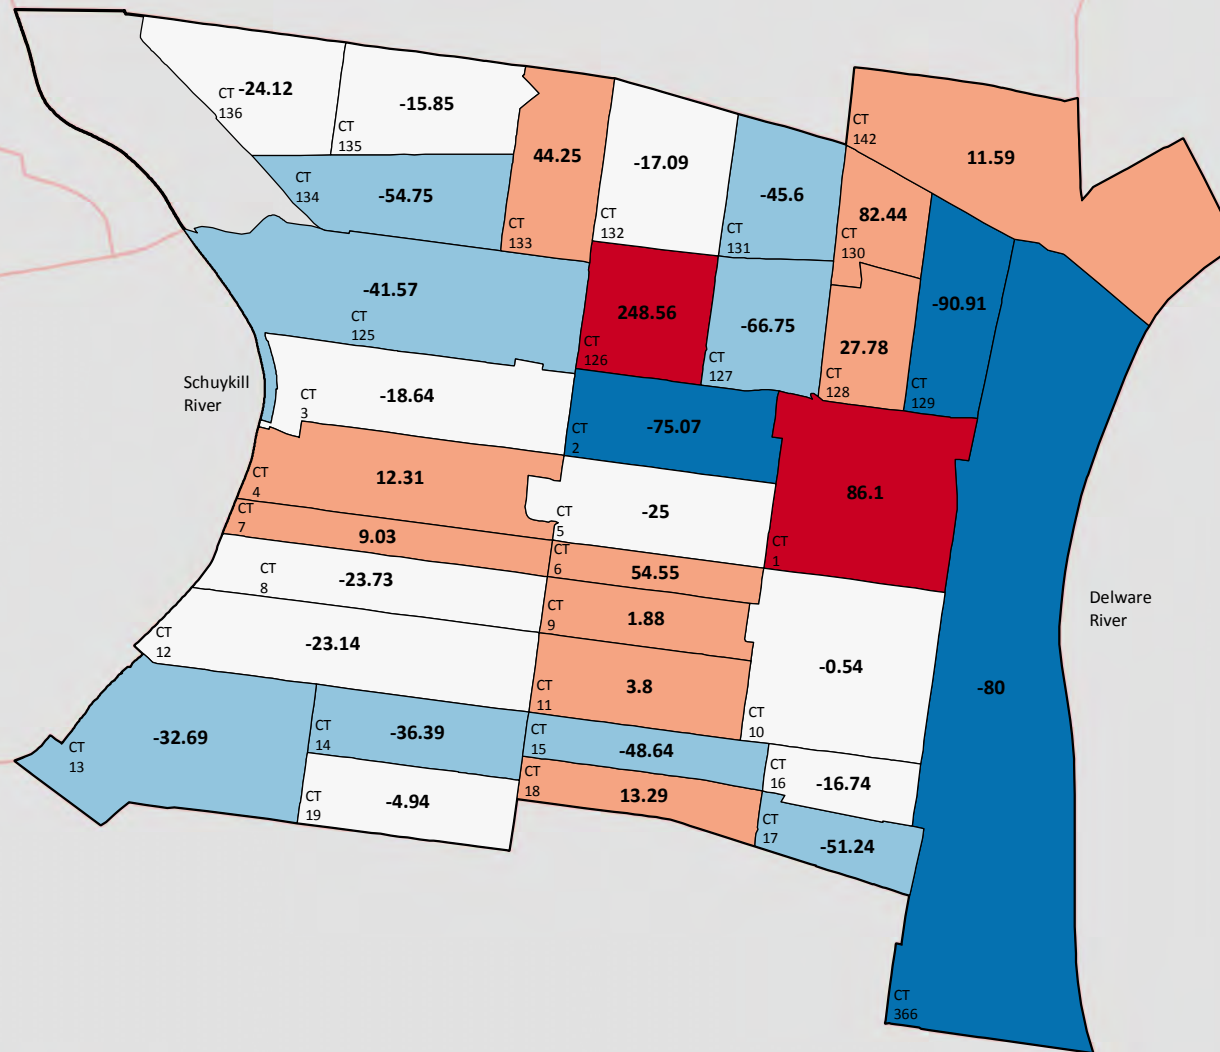 CT
136
-24.12
CT
135
-15.85
CT
134
-54.75
44.25
CT
133
-17.09
CT
132
-45.6
CT
131
CT
142
11.59
82.44
CT
130
-41.57
CT
125
248.56
CT
126
-66.75
CT
127
27.78
CT
128
-90.91
CT
129
Schuykill
River
CT
3
-18.64
-75.07
CT
2
CT
4
12.31
CT
5
-25
86.1
CT
1
CT
7
9.03
CT
6
54.55
CT
8
-23.73
CT
9
1.88
Delware
River
CT
12
-23.14
CT
11
3.8
-0.54
CT
10
-80
CT
13
-32.69
CT
14
-36.39
CT
15
-48.64
CT
16
-16.74
CT
19
-4.94
CT
18
13.29
CT
17
-51.24
CT
366